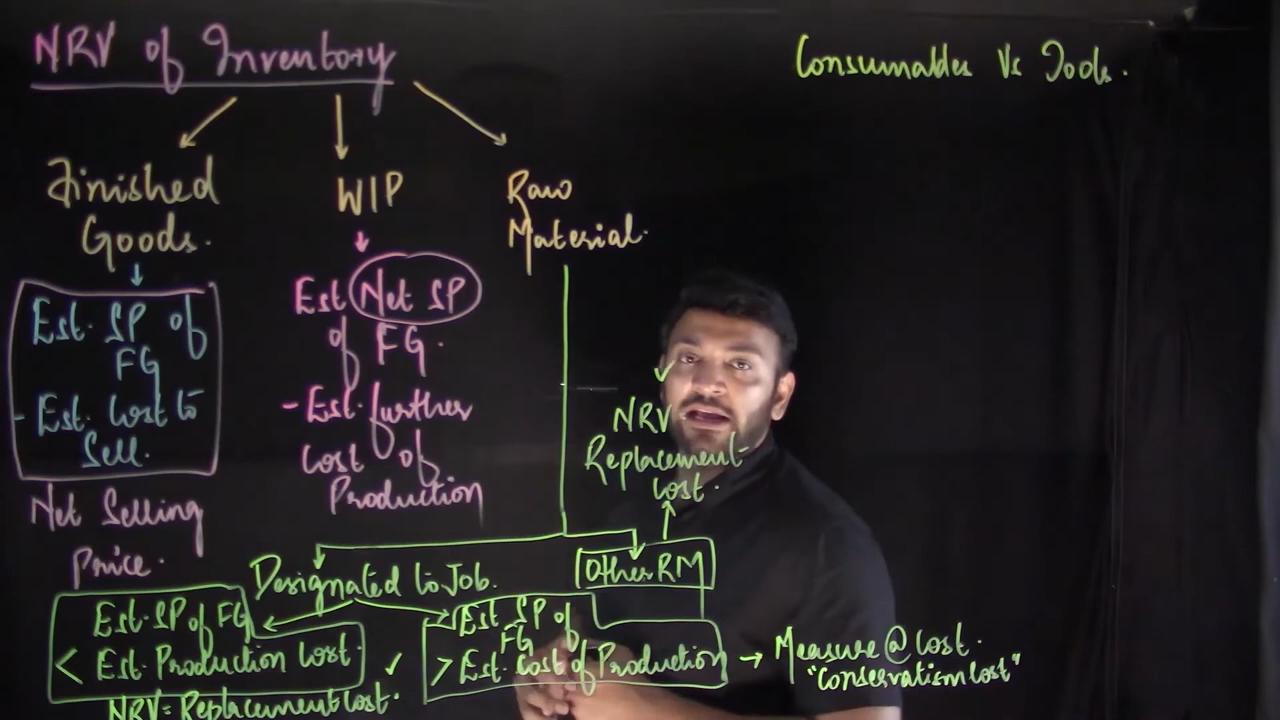 NRV of Inventory
Consumables Vs Tools.
Finished
Goods.
WIP
Raw
Material.
Est. SP of
FG
- Est. Cost to
Sell.
Net Selling
Price.
Est Net SP
of FG.
- Est. further
Cost of
Production
NRV
Replacement
Cost.
Designated to Job.
Other RM
Est. SP of FG
< Est. Production Cost.
NRV = Replacement Cost.
Est SP of
FG
> Est. Cost of Production
→ Measure @ Cost.
"Conservatism Cost"